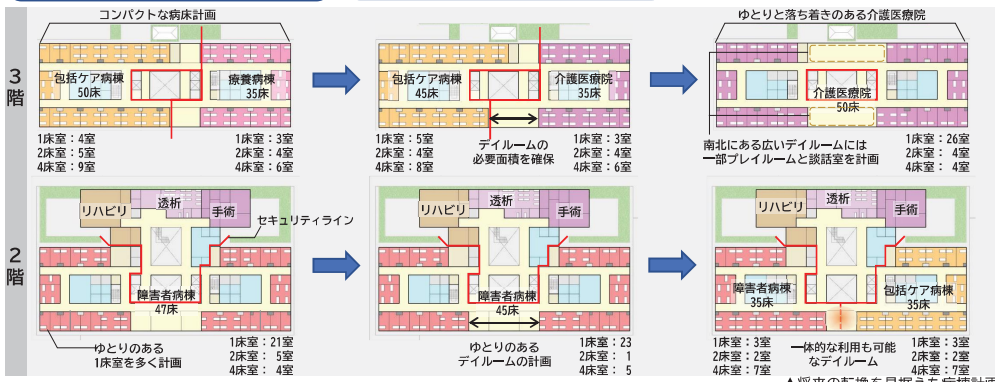 コンパクトな病床計画
ゆとりと落ち着きのある介護医療院
3階
包括ケア病棟
50床
療養病棟
35床
1床室:4室
2床室:5室
4床室:9室
1床室:3室
2床室:4室
4床室:6室
包括ケア病棟
45床
介護医療院
35床
1床室:5室
2床室:4室
4床室:8室
デイルームの
必要面積を確保
1床室:3室
2床室:4室
4床室:6室
介護医療院
50床
南北にある広いデイルームには
一部プレイルームと談話室を計画
1床室:26室
2床室: 4室
4床室: 4室
2階
リハビリ
透析
手術
セキュリティライン
障害者病棟
47床
ゆとりのある
1床室を多く計画
1床室:21室
2床室: 5室
4床室: 4室
リハビリ
透析
手術
障害者病棟
45床
ゆとりのある
デイルームの計画
1床室:23
2床室: 1
4床室: 5
リハビリ
透析
手術
障害者病棟
35床
包括ケア病棟
35床
1床室:3室
2床室:2室
4床室:7室
一体的な利用も可能
なデイルーム
1床室:3室
2床室:2室
4床室:7室